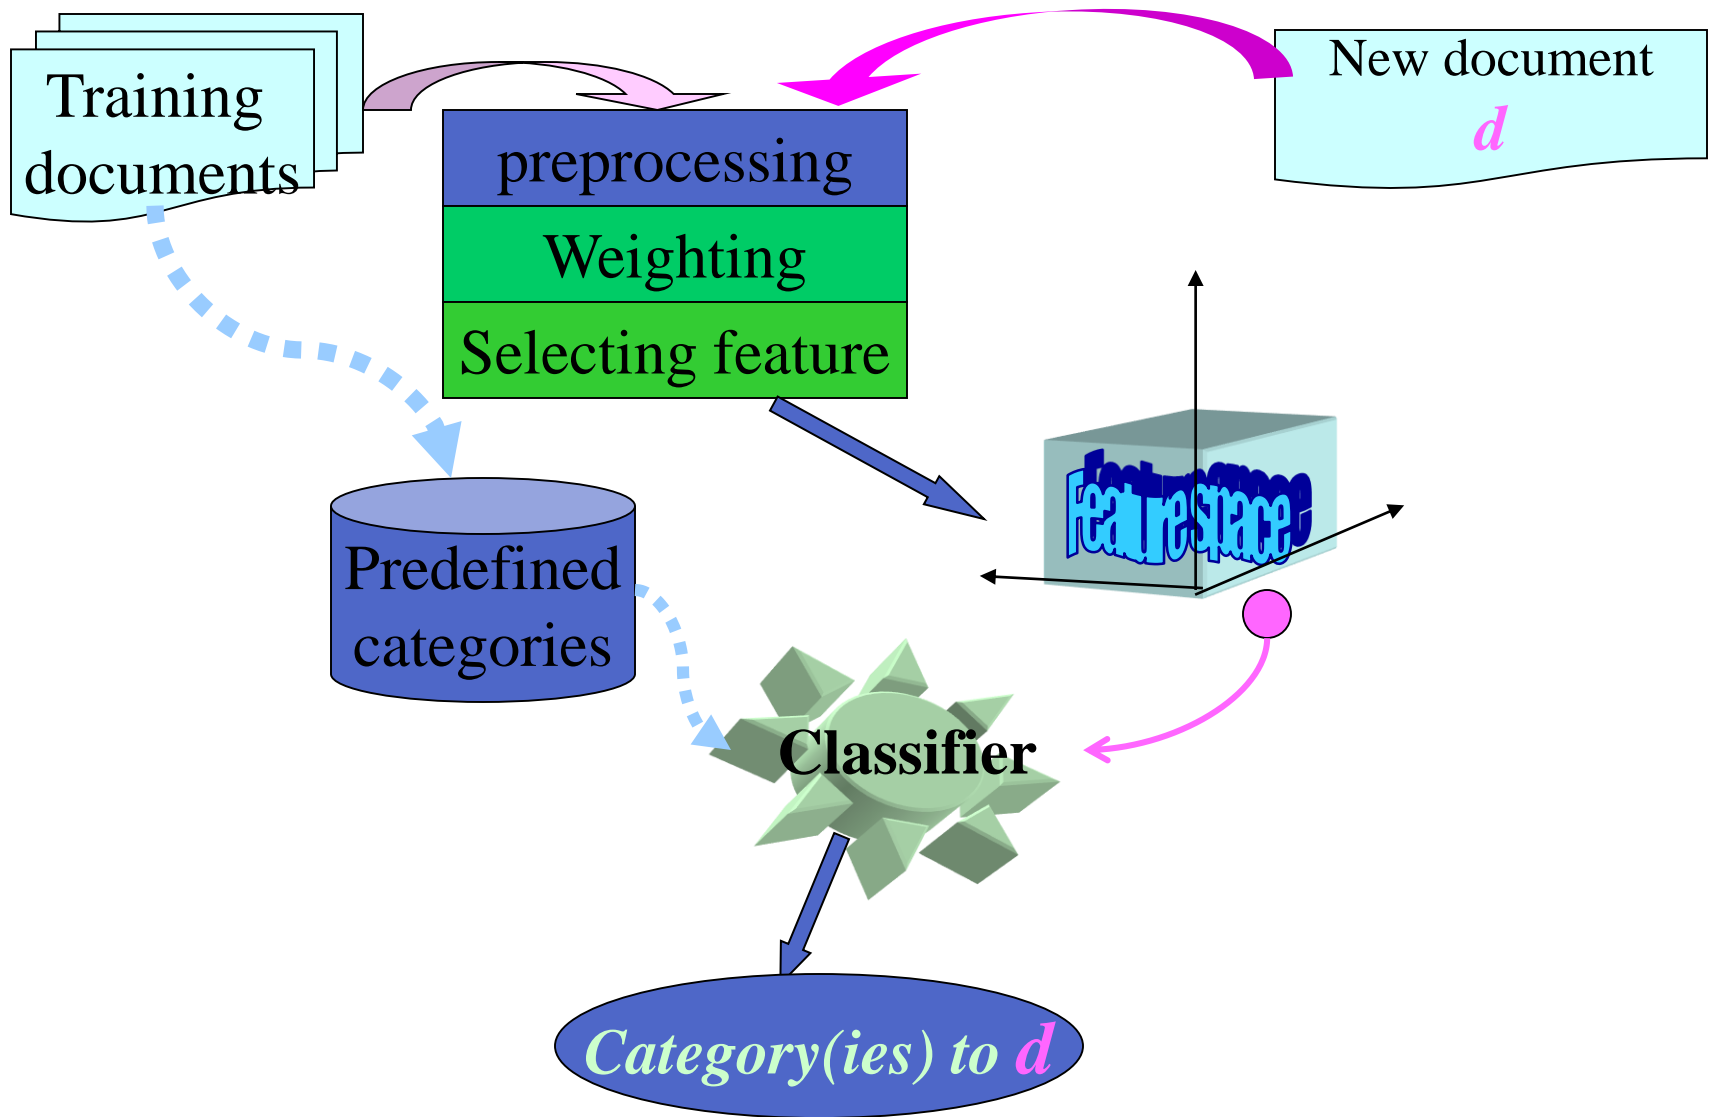 Training
documents
New document
d
preprocessing
Weighting
Selecting feature
Feature space
Predefined
categories
Classifier
Category(ies) to d